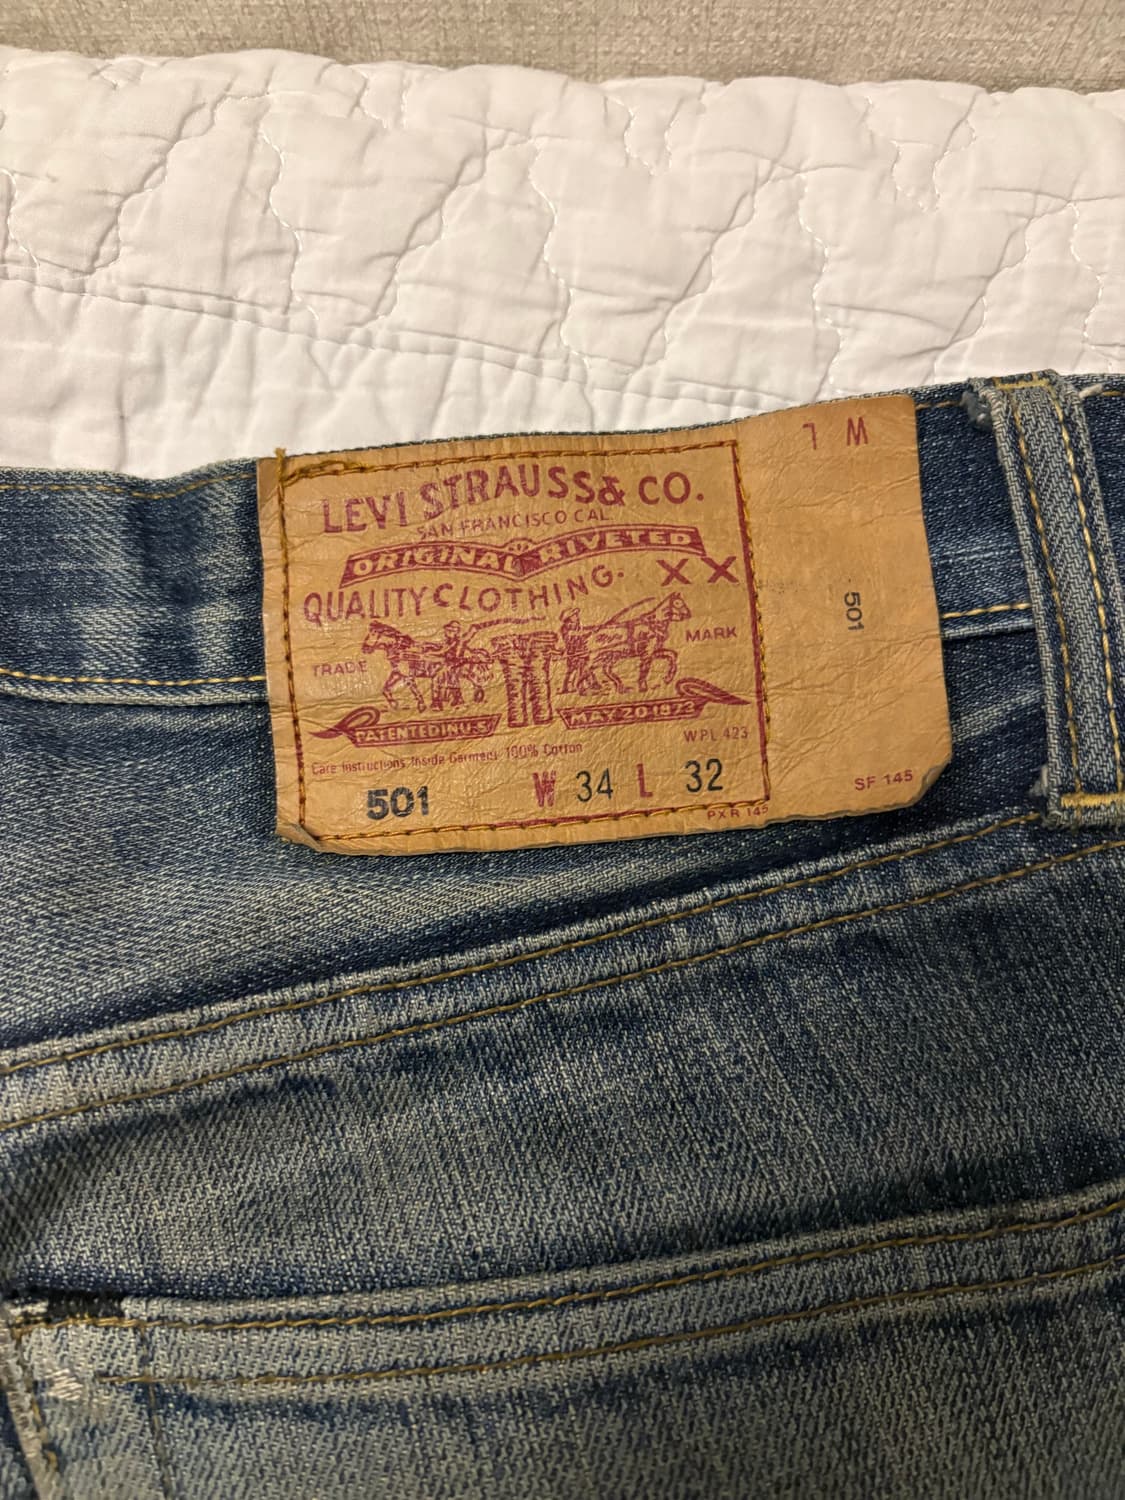 LEVI STRAUSS & CO.
SAN FRANCISCO CAL
ORIGINAL RIVETED
QUALITY CLOTHING. XX
TRADE MARK
PATENTED IN U.S. MAY 20 1873
WPL 423
Care Instructions Inside Garment 100% Cotton
501 W 34 L 32
PXR 145
L W
501
SF 145